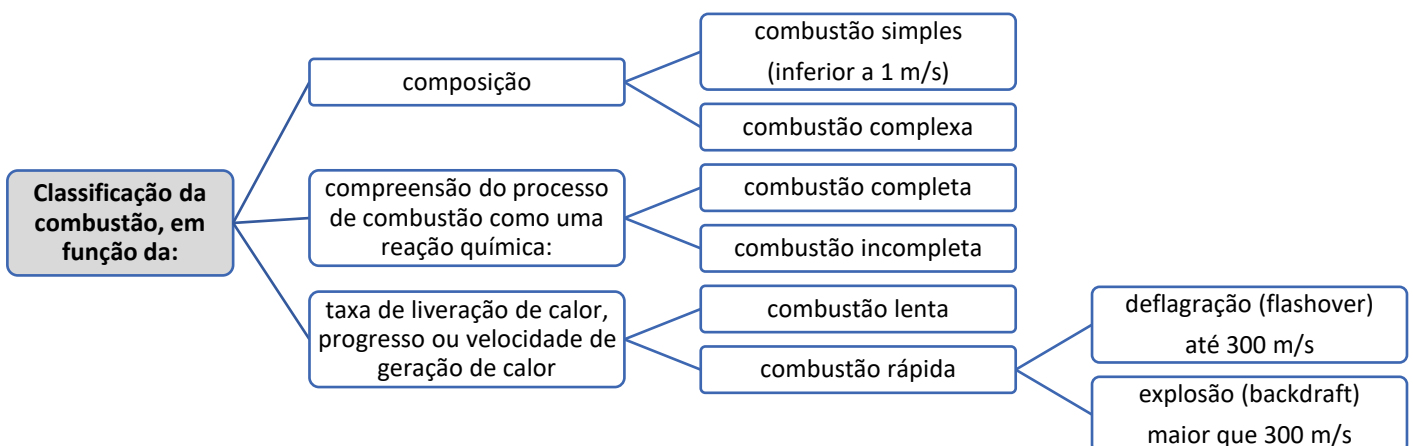 Classificação da
combustão, em
função da:
composição
combustão simples
(inferior a 1 m/s)
combustão complexa
compreensão do processo
de combustão como uma
reação química:
combustão completa
combustão incompleta
taxa de liveração de calor,
progresso ou velocidade de
geração de calor
combustão lenta
combustão rápida
deflagração (flashover)
até 300 m/s
explosão (backdraft)
maior que 300 m/s